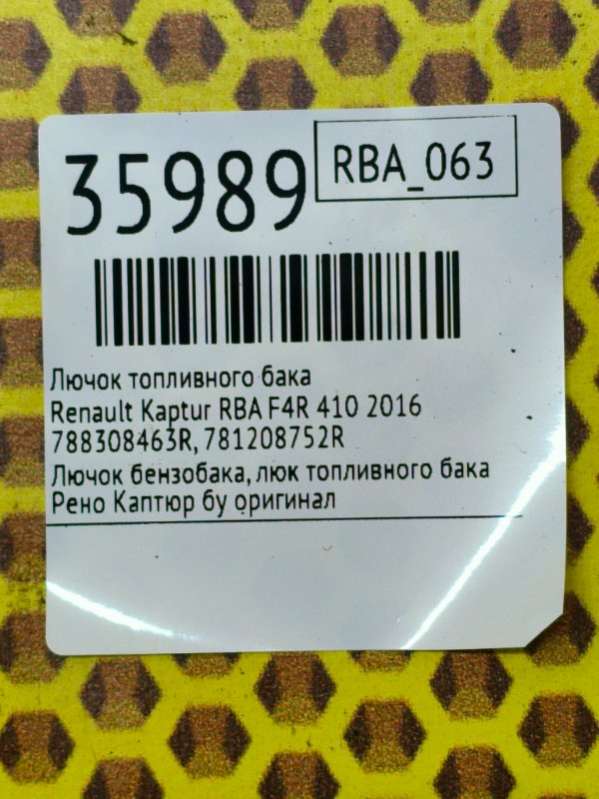 35989
RBA_063
Лючок топливного бака
Renault Kaptur RBA F4R 410 2016
788308463R, 781208752R
Лючок бензобака, люк топливного бака
Рено Каптюр бу оригинал